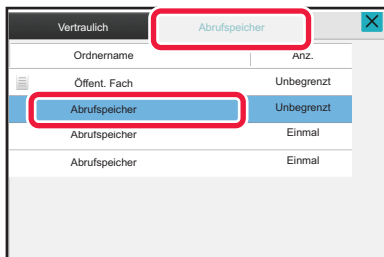 Vertraulich Abrufspeicher
Ordnername Anz.
Öffent. Fach Unbegrenzt
Abrufspeicher Unbegrenzt
Abrufspeicher Einmal
Abrufspeicher Einmal